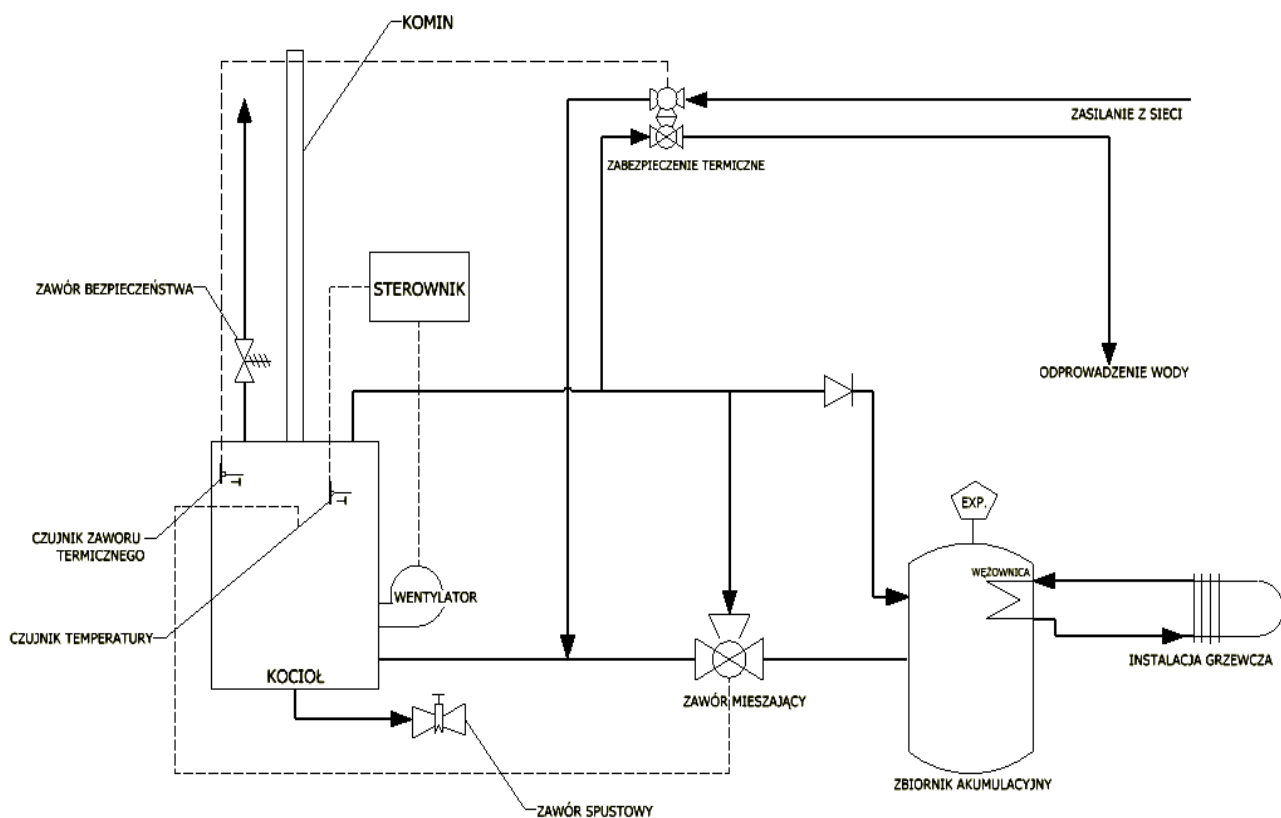 KOMIN
ZASILANIE Z SIECI
ZABEZPIECZENIE TERMICZNE
ZAWÓR BEZPIECZEŃSTWA
STEROWNIK
ODPROWADZENIE WODY
EXP.
CZUJNIK ZAWORU
TERMICZNEGO
WĘŻOWNICA
WENTYLATOR
CZUJNIK TEMPERATURY
INSTALACJA GRZEWCZA
KOCIOŁ
ZAWÓR MIESZAJĄCY
ZBIORNIK AKUMULACYJNY
ZAWÓR SPUSTOWY